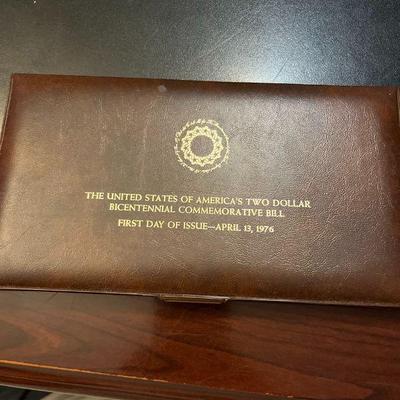 THE UNITED STATES OF AMERICA'S TWO DOLLAR
BICENTENNIAL COMMEMORATIVE BILL
FIRST DAY OF ISSUE—APRIL 13, 1976